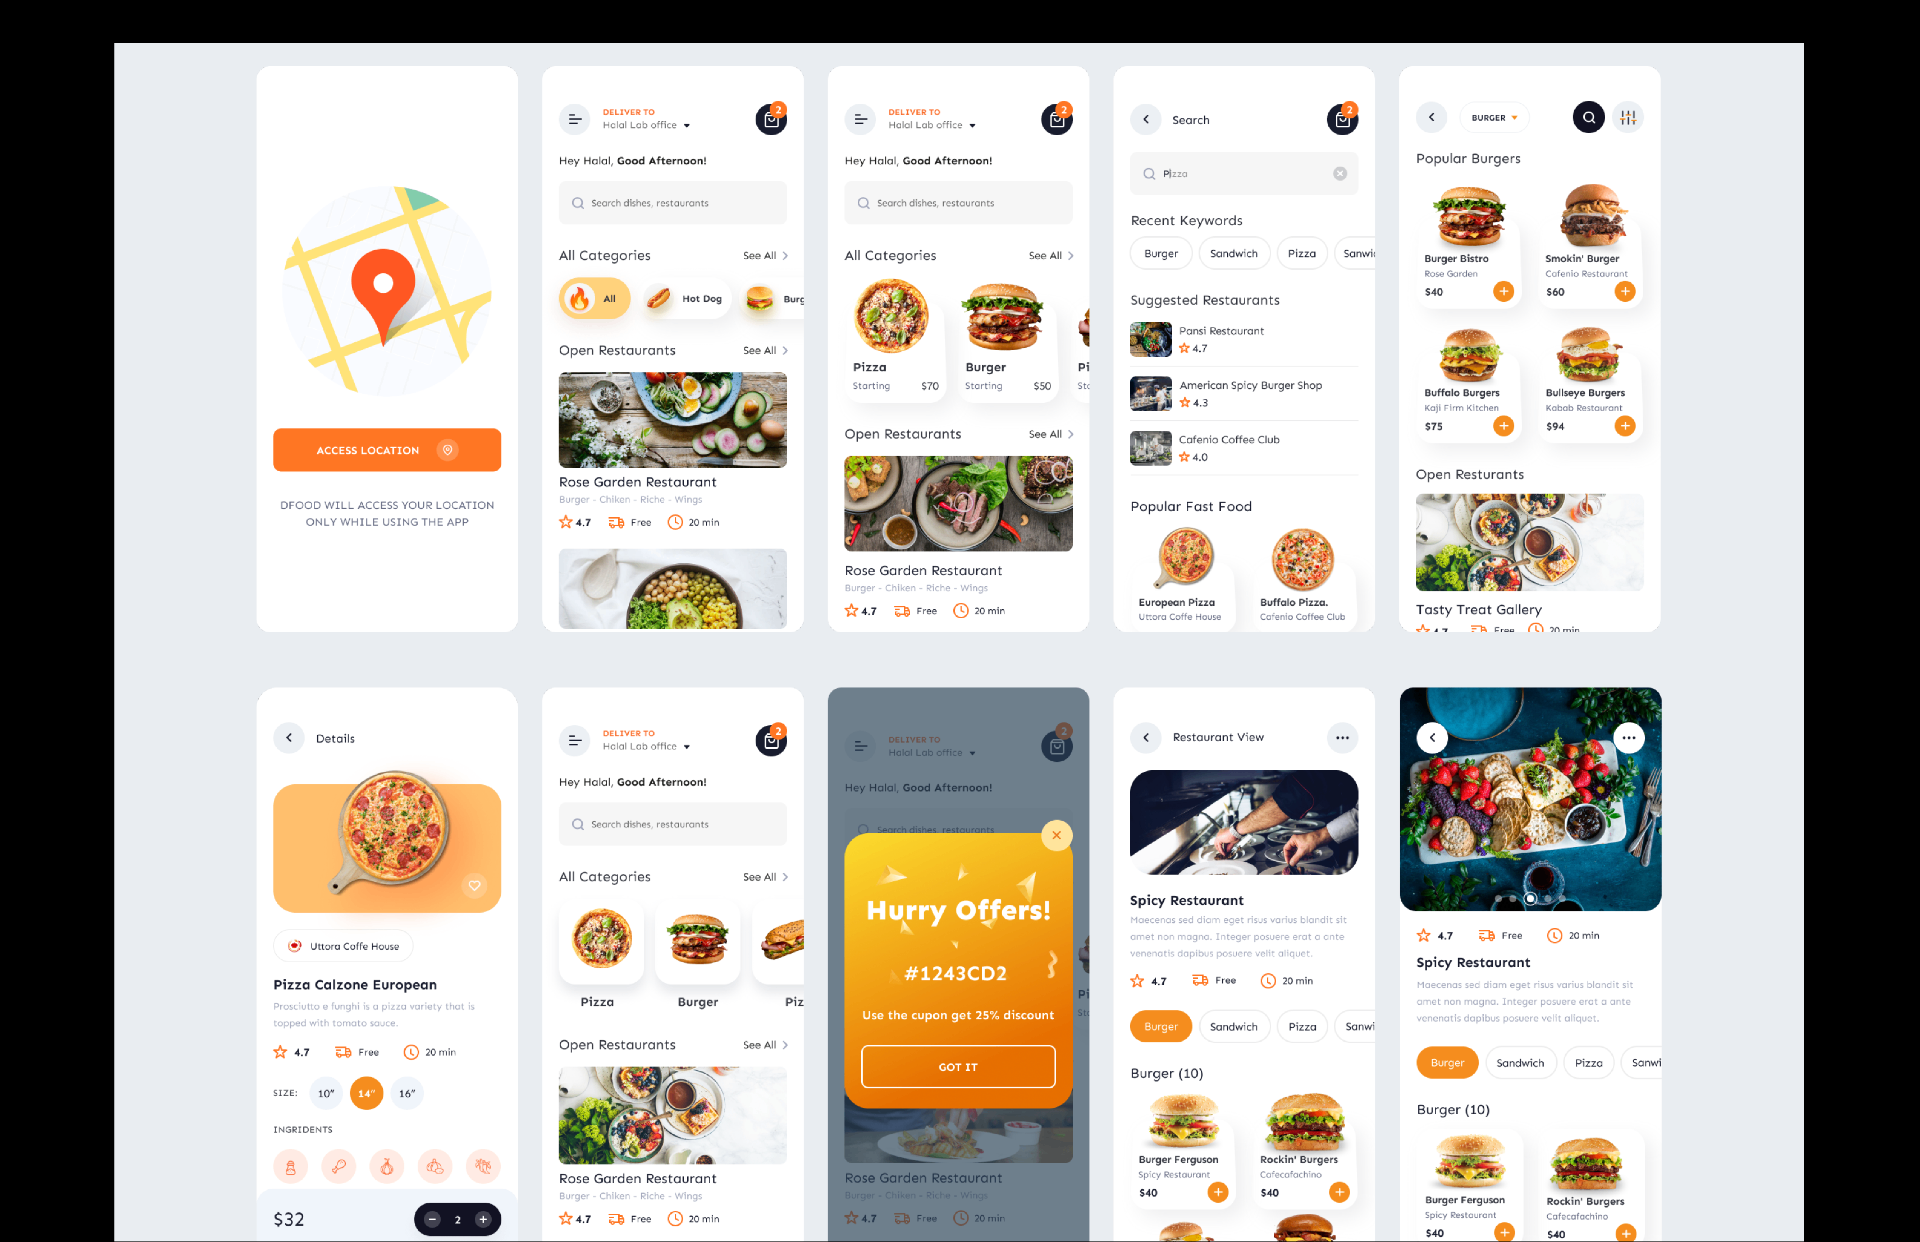 ACCESS LOCATION
DFOOD WILL ACCESS YOUR LOCATION
ONLY WHILE USING THE APP
DELIVER TO
Halal Lab office
2
Hey Halal, Good Afternoon!
Search dishes, restaurants
All Categories
See All
All
Hot Dog
Burg
Open Restaurants
See All
Rose Garden Restaurant
Burger - Chiken - Riche - Wings
4.7
Free
20 min
DELIVER TO
Halal Lab office
2
Hey Halal, Good Afternoon!
Search dishes, restaurants
All Categories
See All
Pizza
Starting
$70
Burger
Starting
$50
Pi
Sta
Open Restaurants
See All
Rose Garden Restaurant
Burger - Chiken - Riche - Wings
4.7
Free
20 min
Search
2
Pizza
Recent Keywords
Burger
Sandwich
Pizza
Sanwi
Suggested Restaurants
Pansi Restaurant
4.7
American Spicy Burger Shop
4.3
Cafenio Coffee Club
4.0
Popular Fast Food
European Pizza
Uttora Coffe House
Buffalo Pizza.
Cafenio Coffee Club
BURGER
Popular Burgers
Burger Bistro
Rose Garden
$40
Smokin' Burger
Cafenio Restaurant
$60
Buffalo Burgers
Kaji Firm Kitchen
$75
Bullseye Burgers
Kabab Restaurant
$94
Open Resturants
Tasty Treat Gallery
4.7
Free
20 min
Details
Uttora Coffe House
Pizza Calzone European
Prosciutto e funghi is a pizza variety that is
topped with tomato sauce.
4.7
Free
20 min
SIZE:
10"
14"
16"
INGRIDENTS
$32
2
DELIVER TO
Halal Lab office
2
Hey Halal, Good Afternoon!
Search dishes, restaurants
All Categories
See All
Pizza
Burger
Piz
Open Restaurants
See All
Rose Garden Restaurant
Burger - Chiken - Riche - Wings
4.7
Free
20 min
DELIVER TO
Halal Lab office
2
Hey Halal, Good Afternoon!
Search dishes, restaurants
Hurry Offers!
#1243CD2
Use the cupon get 25% discount
GOT IT
Pi
Sta
Rose Garden Restaurant
Burger - Chiken - Riche - Wings
4.7
Free
20 min
Restaurant View
Spicy Restaurant
Maecenas sed diam eget risus varius blandit sit
amet non magna. Integer posuere erat a ante
venenatis dapibus posuere velit aliquet.
4.7
Free
20 min
Burger
Sandwich
Pizza
Sanwi
Burger (10)
Burger Ferguson
Spicy Restaurant
$40
Rockin' Burgers
Cafecafachino
$40
4.7
Free
20 min
Spicy Restaurant
Maecenas sed diam eget risus varius blandit sit
amet non magna. Integer posuere erat a ante
venenatis dapibus posuere velit aliquet.
Burger
Sandwich
Pizza
Sanwi
Burger (10)
Burger Ferguson
Spicy Restaurant
$40
Rockin' Burgers
Cafecafachino
$40